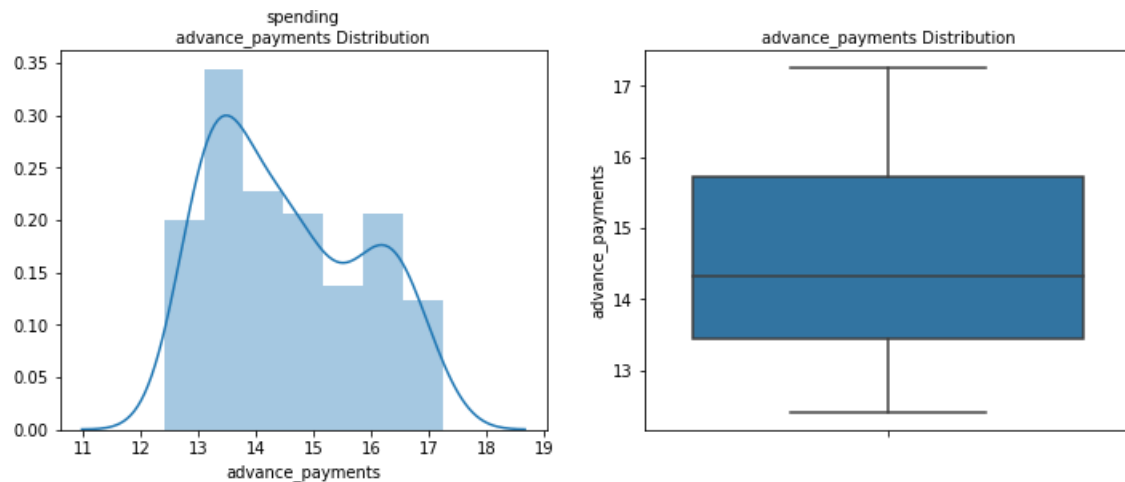 spending
advance_payments Distribution
0.35
0.30
0.25
0.20
0.15
0.10
0.05
0.00
11 12 13 14 15 16 17 18 19
advance_payments
advance_payments Distribution
17
16
15
14
13
advance_payments